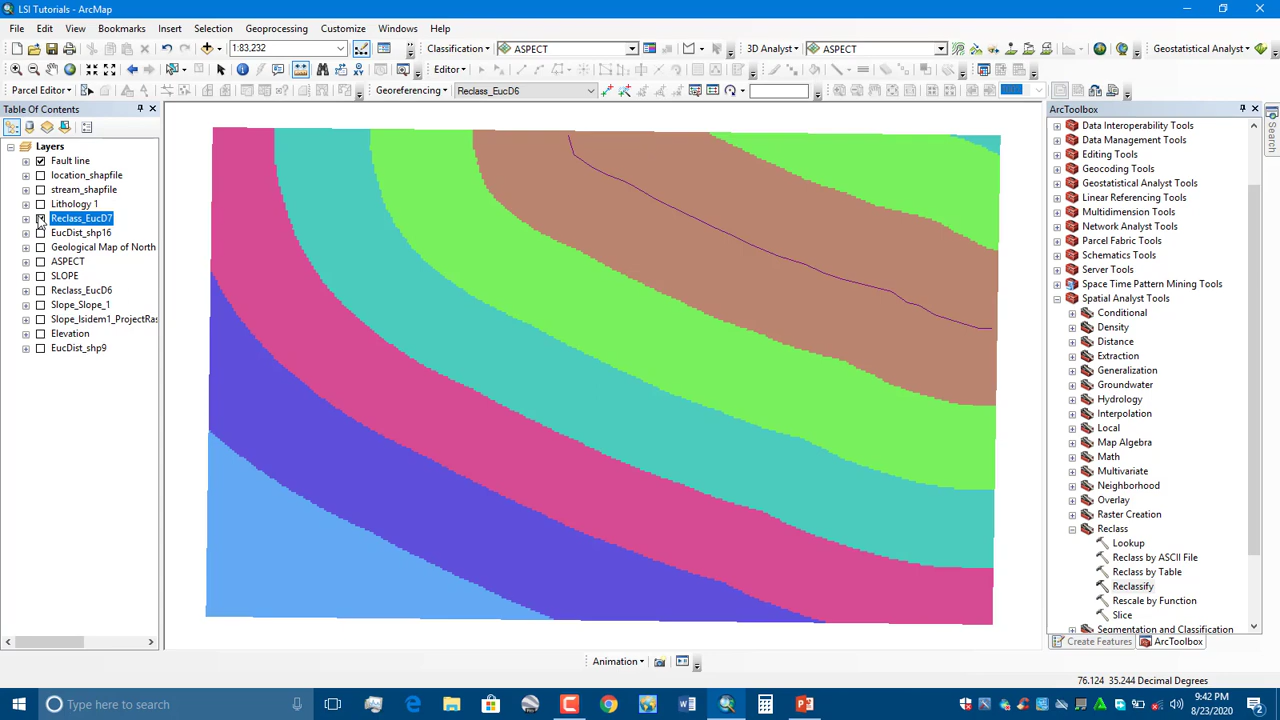 LSI Tutorials - ArcMap
File Edit View Bookmarks Insert Selection Geoprocessing Customize Windows Help
1:83,232 Classification ASPECT 3D Analyst ASPECT Geostatistical Analyst
Editor
Parcel Editor Georeferencing Reclass_EucD6
Table Of Contents
Layers
Fault line
location_shapfile
stream_shapfile
Lithology 1
Reclass_EucD7
EucDist_shp16
Geological Map of North
ASPECT
SLOPE
Reclass_EucD6
Slope_Slope_1
Slope_Isidem1_ProjectRas
Elevation
EucDist_shp9
ArcToolbox
Data Interoperability Tools
Data Management Tools
Editing Tools
Geocoding Tools
Geostatistical Analyst Tools
Linear Referencing Tools
Multidimension Tools
Network Analyst Tools
Parcel Fabric Tools
Schematics Tools
Server Tools
Space Time Pattern Mining Tools
Spatial Analyst Tools
Conditional
Density
Distance
Extraction
Generalization
Groundwater
Hydrology
Interpolation
Local
Map Algebra
Math
Multivariate
Neighborhood
Overlay
Raster Creation
Reclass
Lookup
Reclass by ASCII File
Reclass by Table
Reclassify
Rescale by Function
Slice
Segmentation and Classification
Create Features ArcToolbox
Search
Animation
76.124 35.244 Decimal Degrees
Type here to search
9:42 PM
8/23/2020